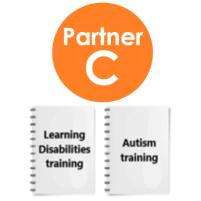 Partner
C
Learning
Disabilities
training
Autism
training